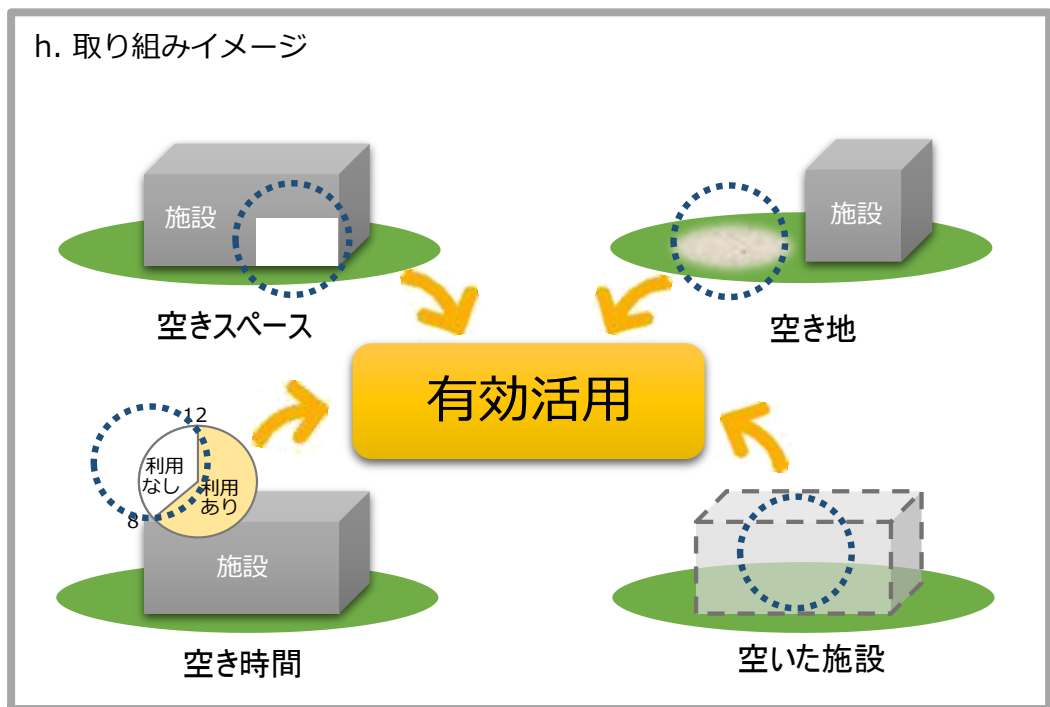 h. 取り組みイメージ
施設
空きスペース
施設
空き地
有効活用
12
利用
なし
利用
あり
8
施設
空き時間
空いた施設